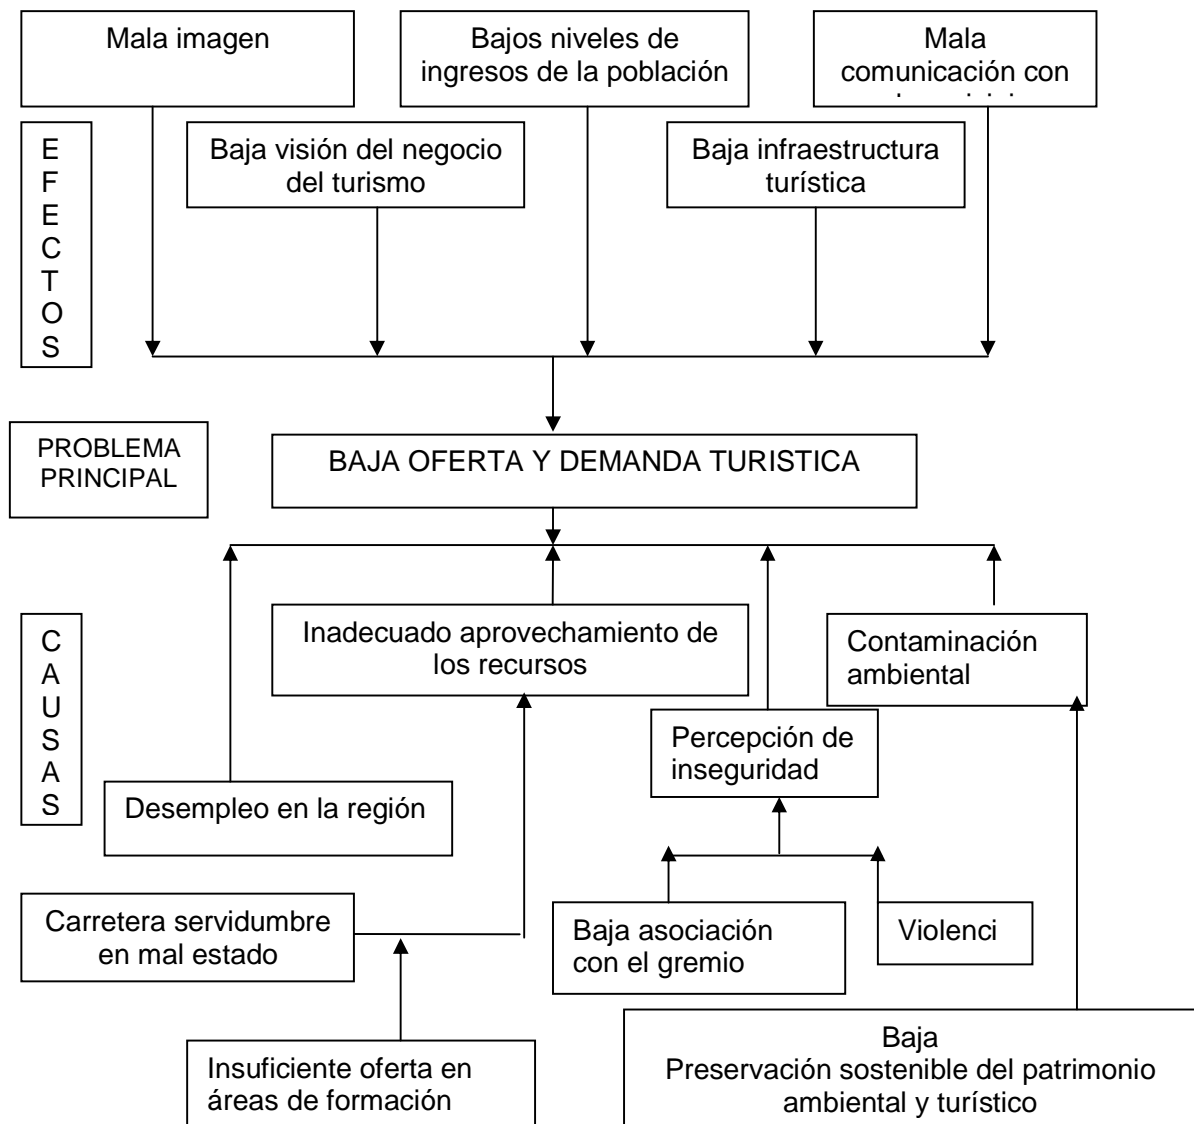 Mala imagen
Bajos niveles de
ingresos de la población
Mala
comunicación con
E
F
E
C
T
O
S
Baja visión del negocio
del turismo
Baja infraestructura
turística
PROBLEMA
PRINCIPAL
BAJA OFERTA Y DEMANDA TURISTICA
C
A
U
S
A
S
Inadecuado aprovechamiento de
los recursos
Contaminación
ambiental
Percepción de
inseguridad
Desempleo en la región
Carretera servidumbre
en mal estado
Baja asociación
con el gremio
Violenci
Insuficiente oferta en
áreas de formación
Baja
Preservación sostenible del patrimonio
ambiental y turístico